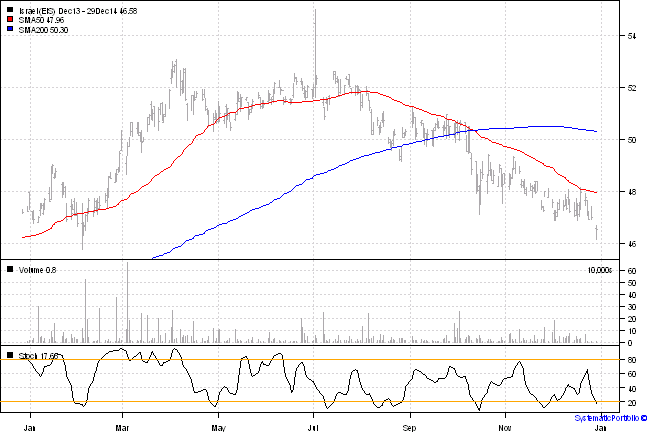 Israel(EIS) Dec13 - 29Dec14 46.58
SMA50 47.96
SMA200 50.30
54
52
50
48
46
Volume 0.8
10,000s
60
50
40
30
20
10
0
Stoch 17.66
80
60
40
20
Jan Mar May Jul Sep Nov Jan
SystematicPortfolio ©